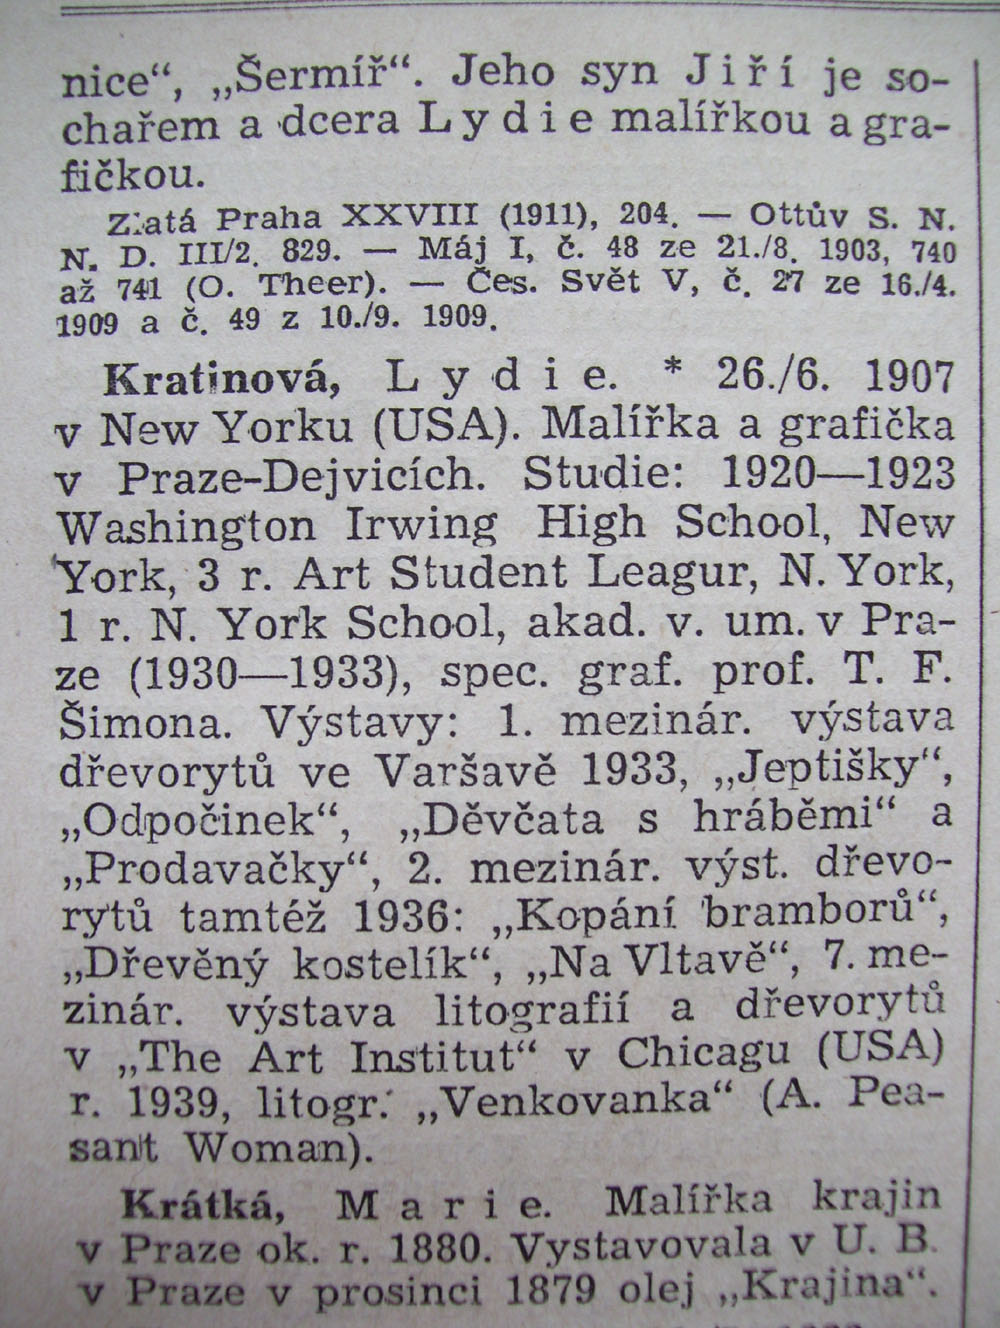 nice“, „Šermíř“. Jeho syn Jiří je so-
chařem a dcera Lydie malířkou a gra-
fičkou.
Zlatá Praha XXVIII (1911), 204. — Ottův S. N.
N. D. III/2. 829. — Máj I, č. 48 ze 21./8. 1903, 740
až 741 (O. Theer). — Čes. Svět V, č. 27 ze 16./4.
1909 a č. 49 z 10./9. 1909.
Kratinová, Lydie. * 26./6. 1907
v New Yorku (USA). Malířka a grafička
v Praze-Dejvicích. Studie: 1920—1923
Washington Irwing High School, New
York, 3 r. Art Student Leagur, N. York,
1 r. N. York School, akad. v. um. v Pra-
ze (1930—1933), spec. graf. prof. T. F.
Šimona. Výstavy: 1. mezinár. výstava
dřevorytů ve Varšavě 1933, „Jeptišky“,
„Odpočinek“, „Děvčata s hráběmi“ a
„Prodavačky“, 2. mezinár. výst. dřevo-
rytů tamtéž 1936: „Kopání bramborů“,
„Dřevěný kostelík“, „Na Vltavě“, 7. me-
zinár. výstava litografií a dřevorytů
v „The Art Institut“ v Chicagu (USA)
r. 1939, litogr. „Venkovanka“ (A. Pea-
sant Woman).
Krátká, Marie. Malířka krajin
v Praze ok. r. 1880. Vystavovala v U. B.
v Praze v prosinci 1879 olej „Krajina“.